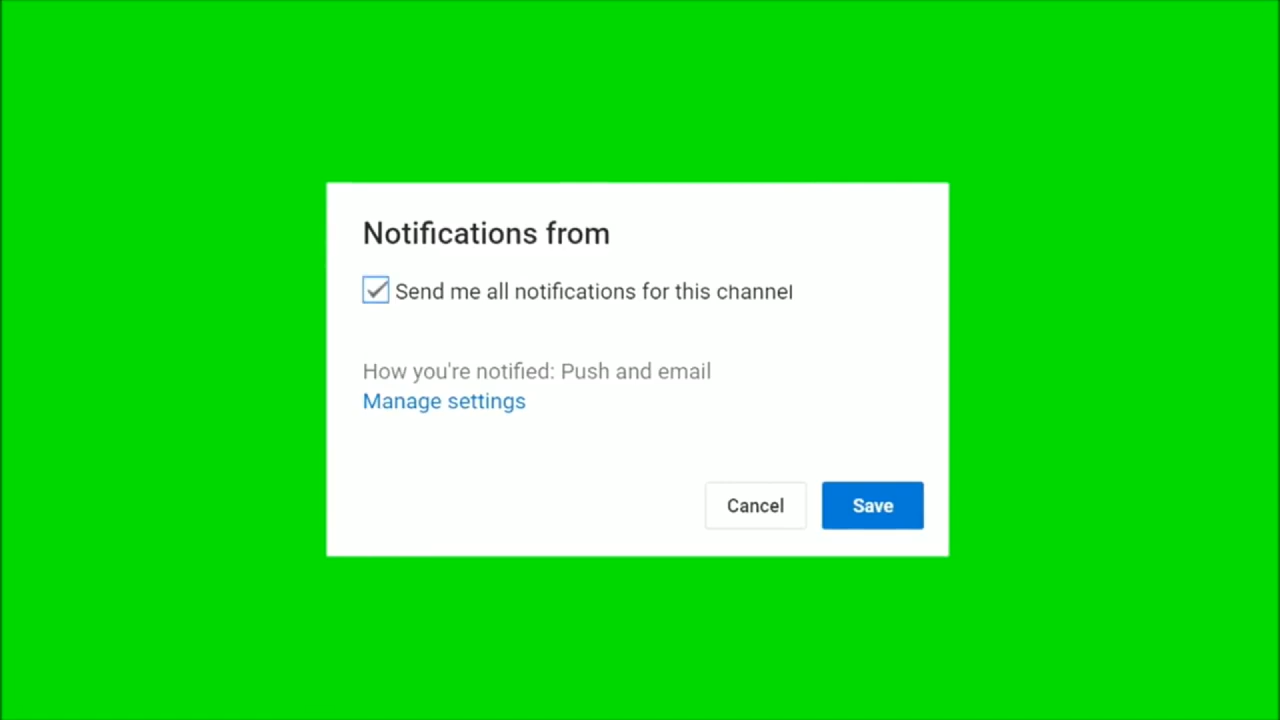 Notifications from
Send me all notifications for this channel
How you're notified: Push and email
Manage settings
Cancel Save